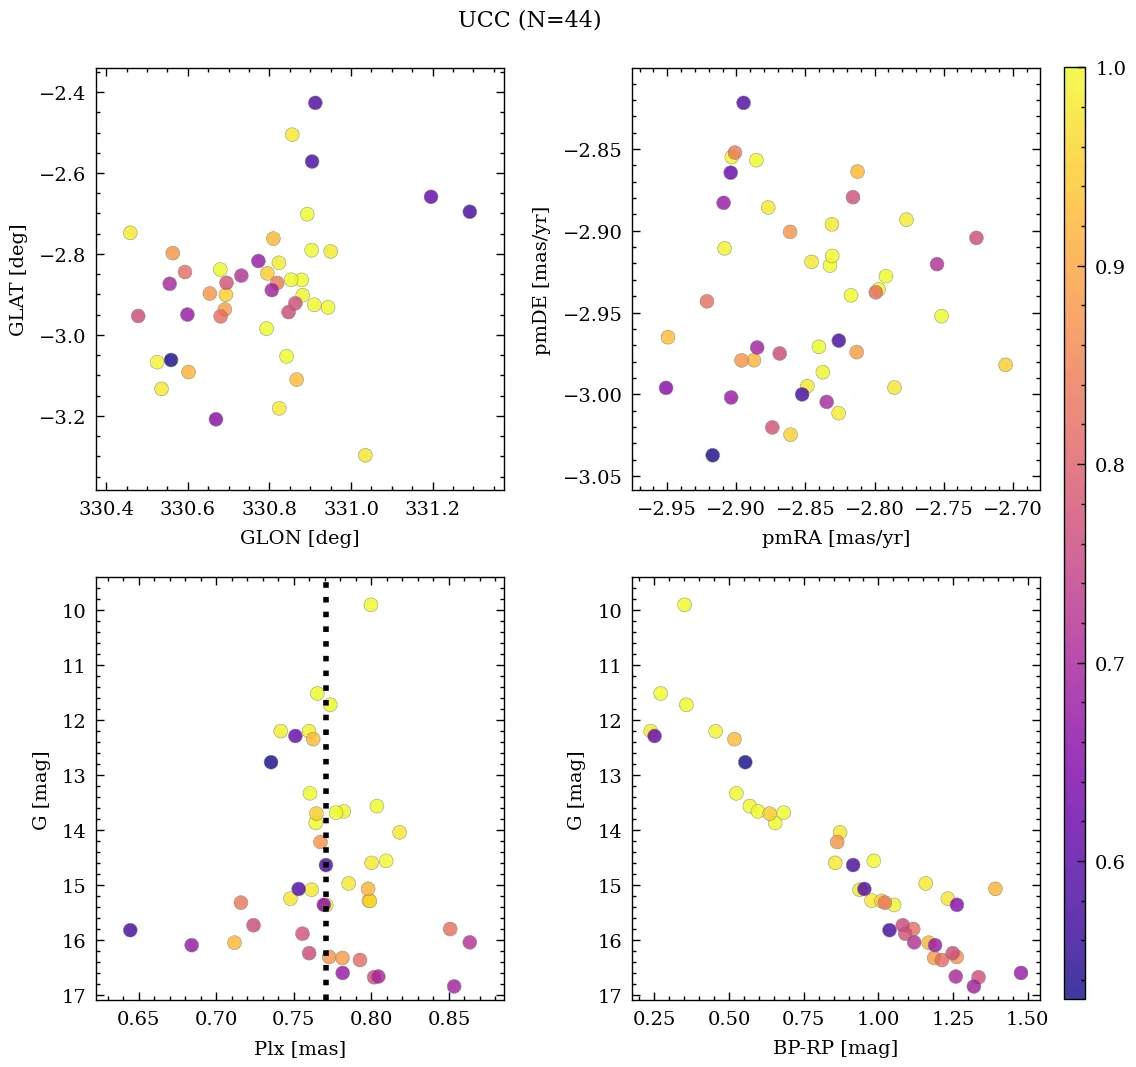 UCC (N=44)
−2.4
−2.6
−2.8
−3.0
−3.2
GLAT [deg]
330.4 330.6 330.8 331.0 331.2
GLON [deg]
−2.85
−2.90
−2.95
−3.00
−3.05
pmDE [mas/yr]
−2.95 −2.90 −2.85 −2.80 −2.75 −2.70
pmRA [mas/yr]
10
11
12
13
14
15
16
17
G [mag]
0.65 0.70 0.75 0.80 0.85
Plx [mas]
10
11
12
13
14
15
16
17
G [mag]
0.25 0.50 0.75 1.00 1.25 1.50
BP-RP [mag]
1.0
0.9
0.8
0.7
0.6